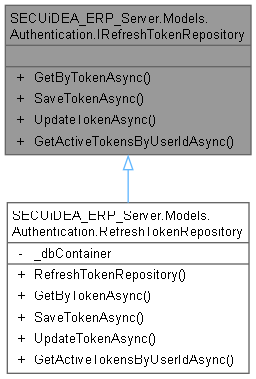 SECUiDEA_ERP_Server.Models.
Authentication.IRefreshTokenRepository
+ GetByTokenAsync()
+ SaveTokenAsync()
+ UpdateTokenAsync()
+ GetActiveTokensByUserIdAsync()
SECUiDEA_ERP_Server.Models.
Authentication.RefreshTokenRepository
- _dbContainer
+ RefreshTokenRepository()
+ GetByTokenAsync()
+ SaveTokenAsync()
+ UpdateTokenAsync()
+ GetActiveTokensByUserIdAsync()